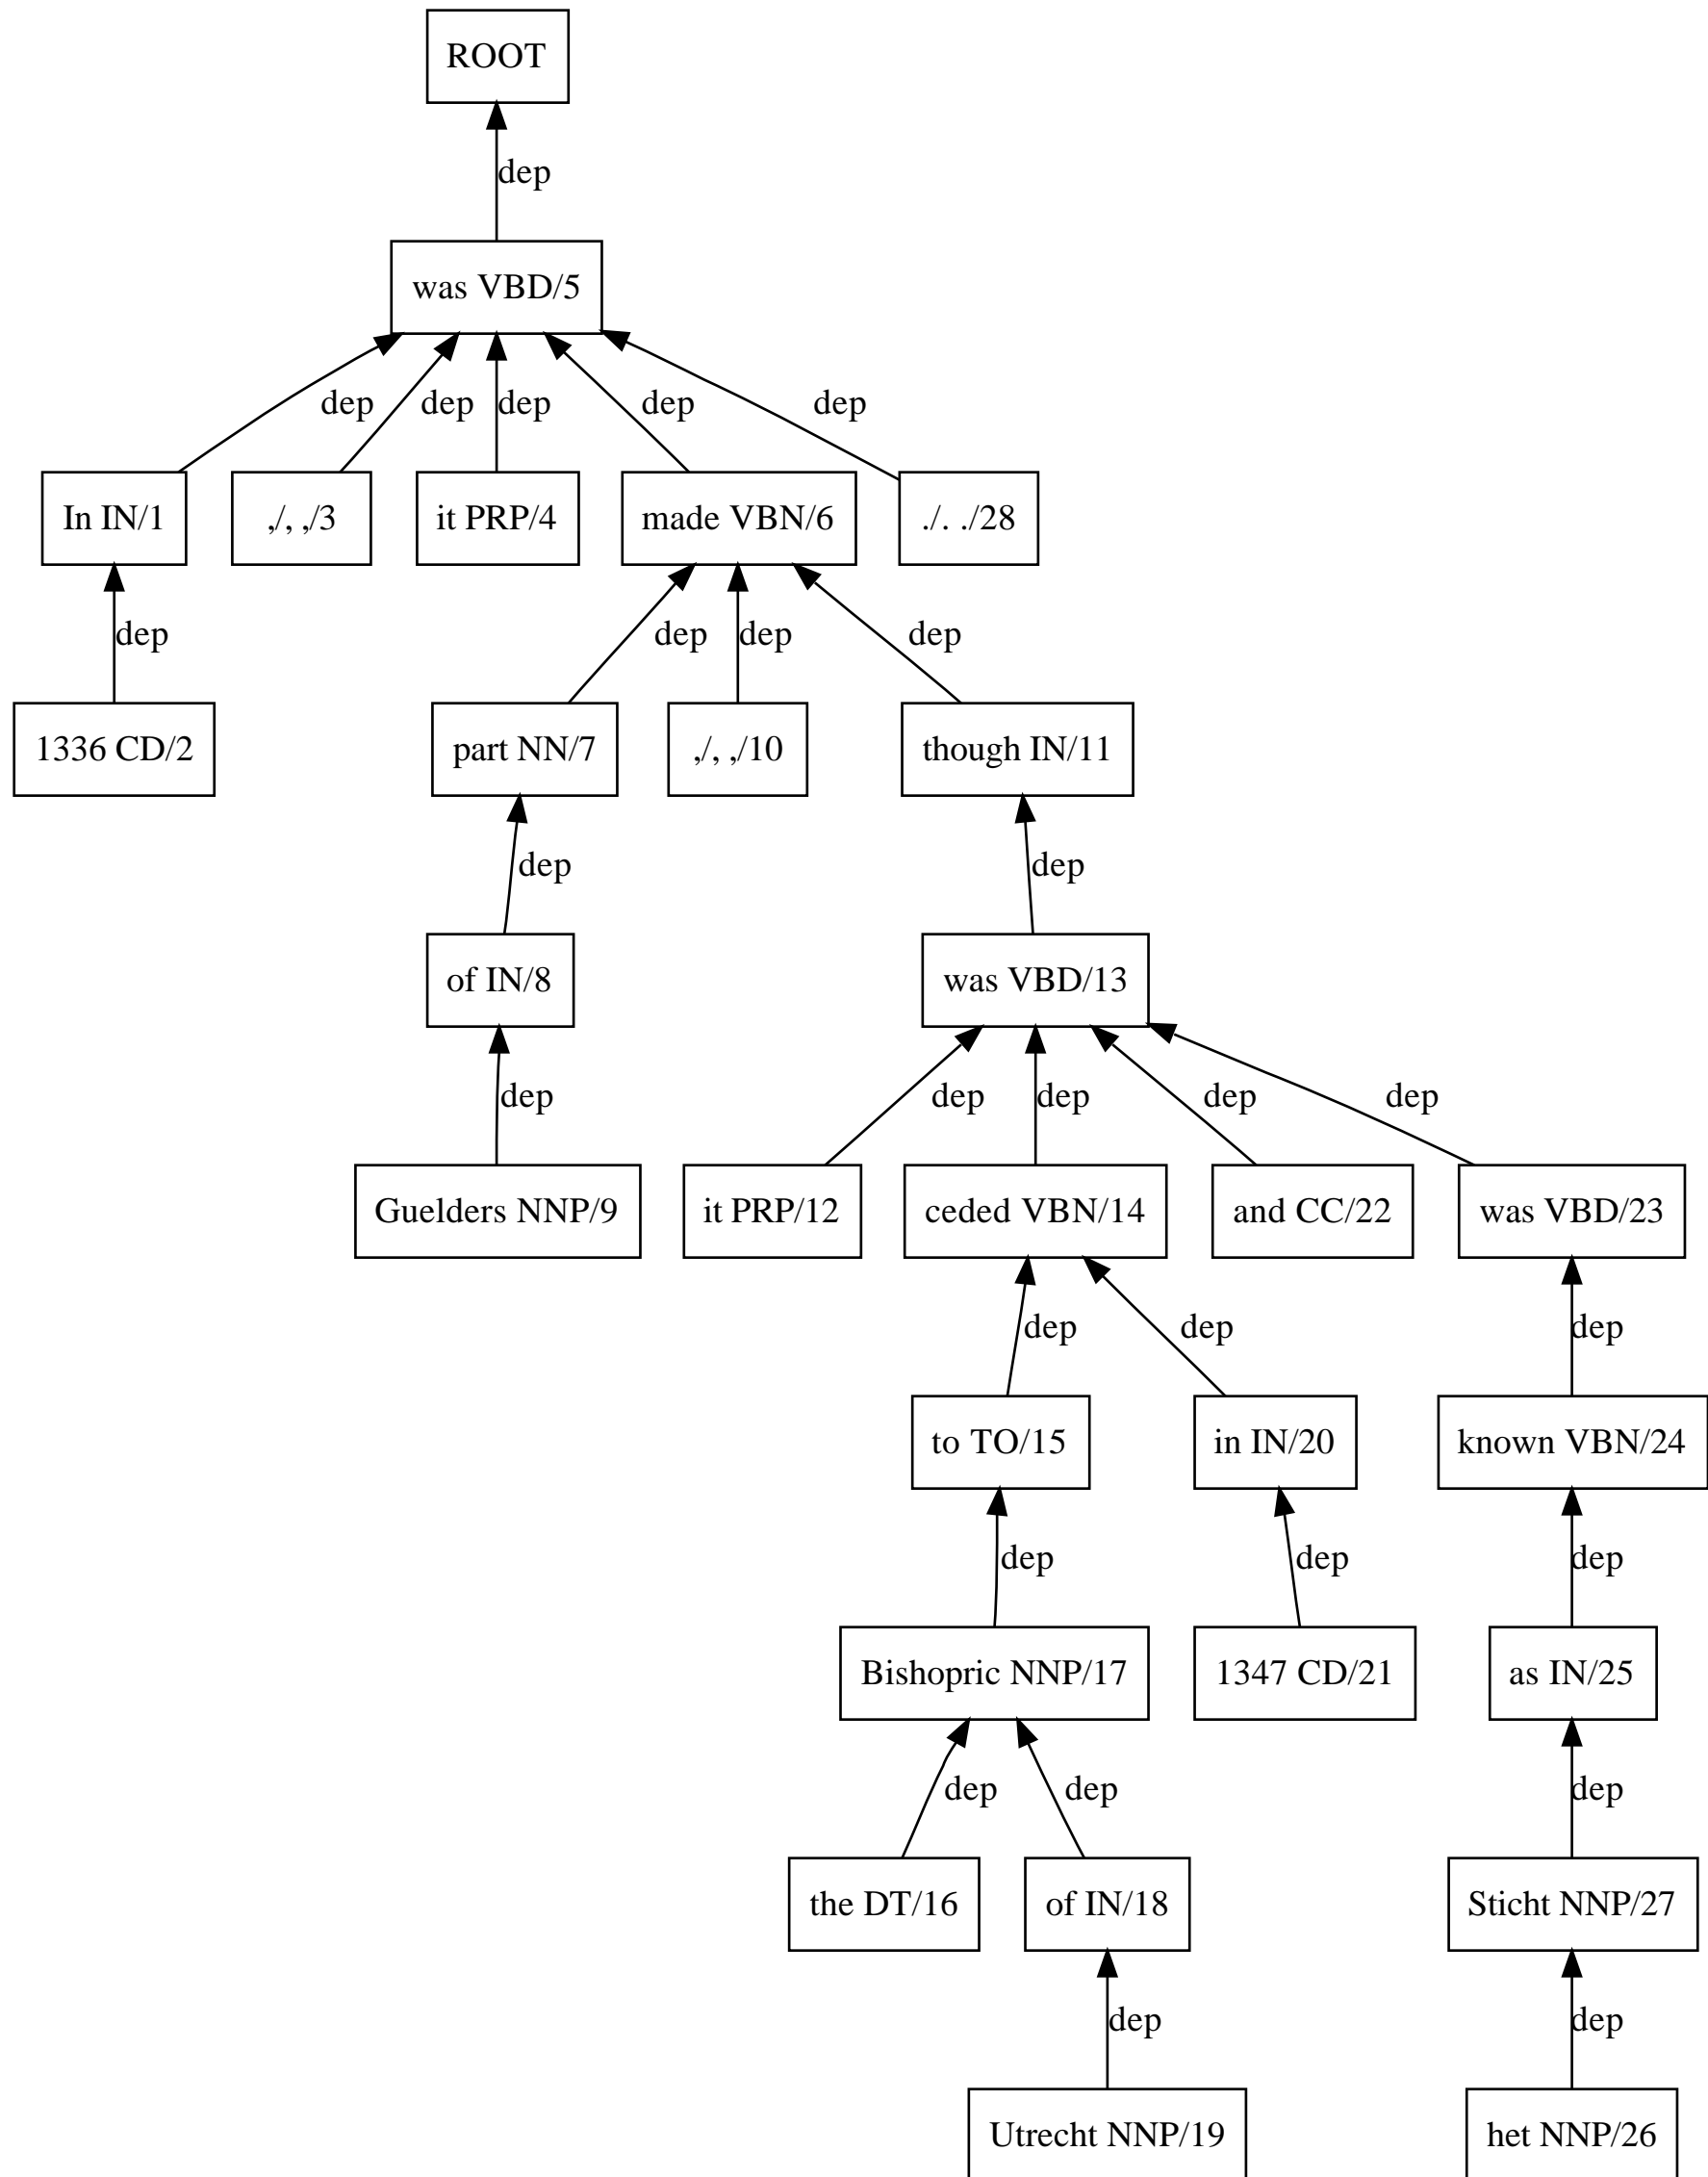 ROOT
dep
was VBD/5
dep dep dep dep dep
In IN/1 ,/, ,/3 it PRP/4 made VBN/6 ./. ./28
dep dep dep dep
1336 CD/2 part NN/7 ,/, ,/10 though IN/11
dep dep
of IN/8 was VBD/13
dep dep dep dep dep
Guelders NNP/9 it PRP/12 ceded VBN/14 and CC/22 was VBD/23
dep dep dep
to TO/15 in IN/20 known VBN/24
dep dep dep
Bishopric NNP/17 1347 CD/21 as IN/25
dep dep dep
the DT/16 of IN/18 Sticht NNP/27
dep dep
Utrecht NNP/19 het NNP/26